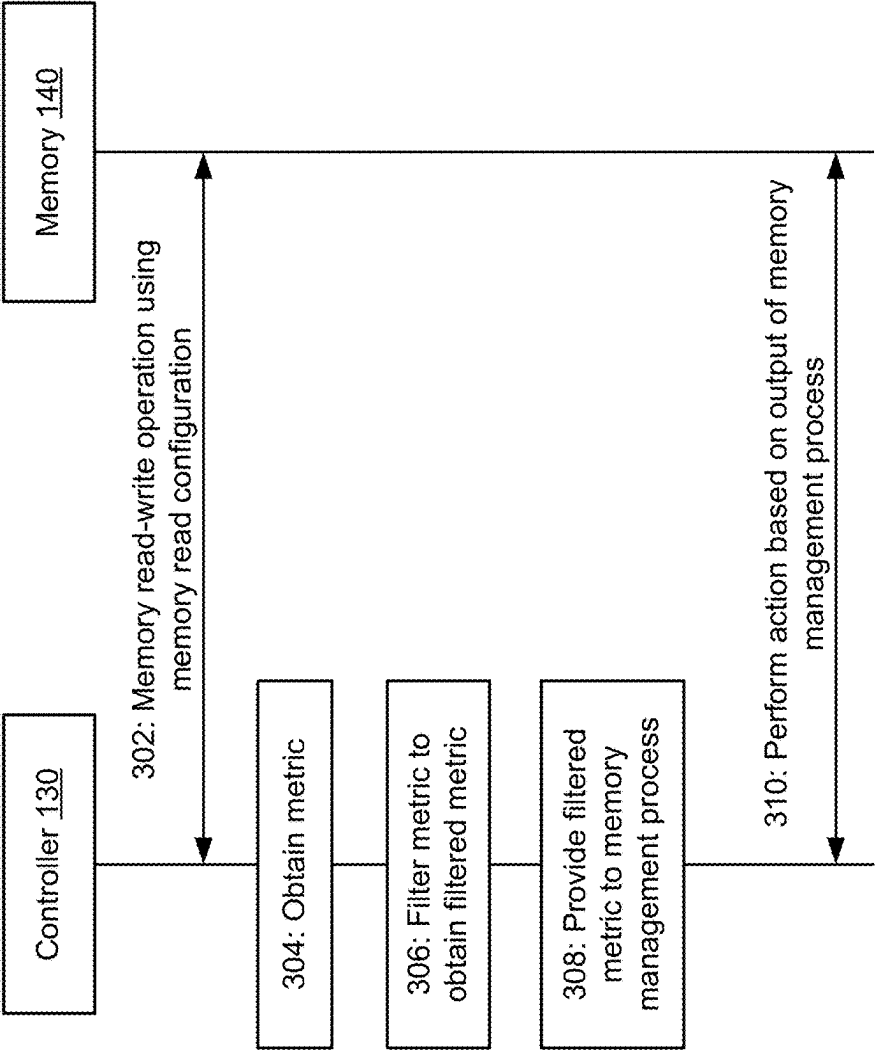 Controller 130
Memory 140
302: Memory read-write operation using
memory read configuration
304: Obtain metric
306: Filter metric to
obtain filtered metric
308: Provide filtered
metric to memory
management process
310: Perform action based on output of memory
management process